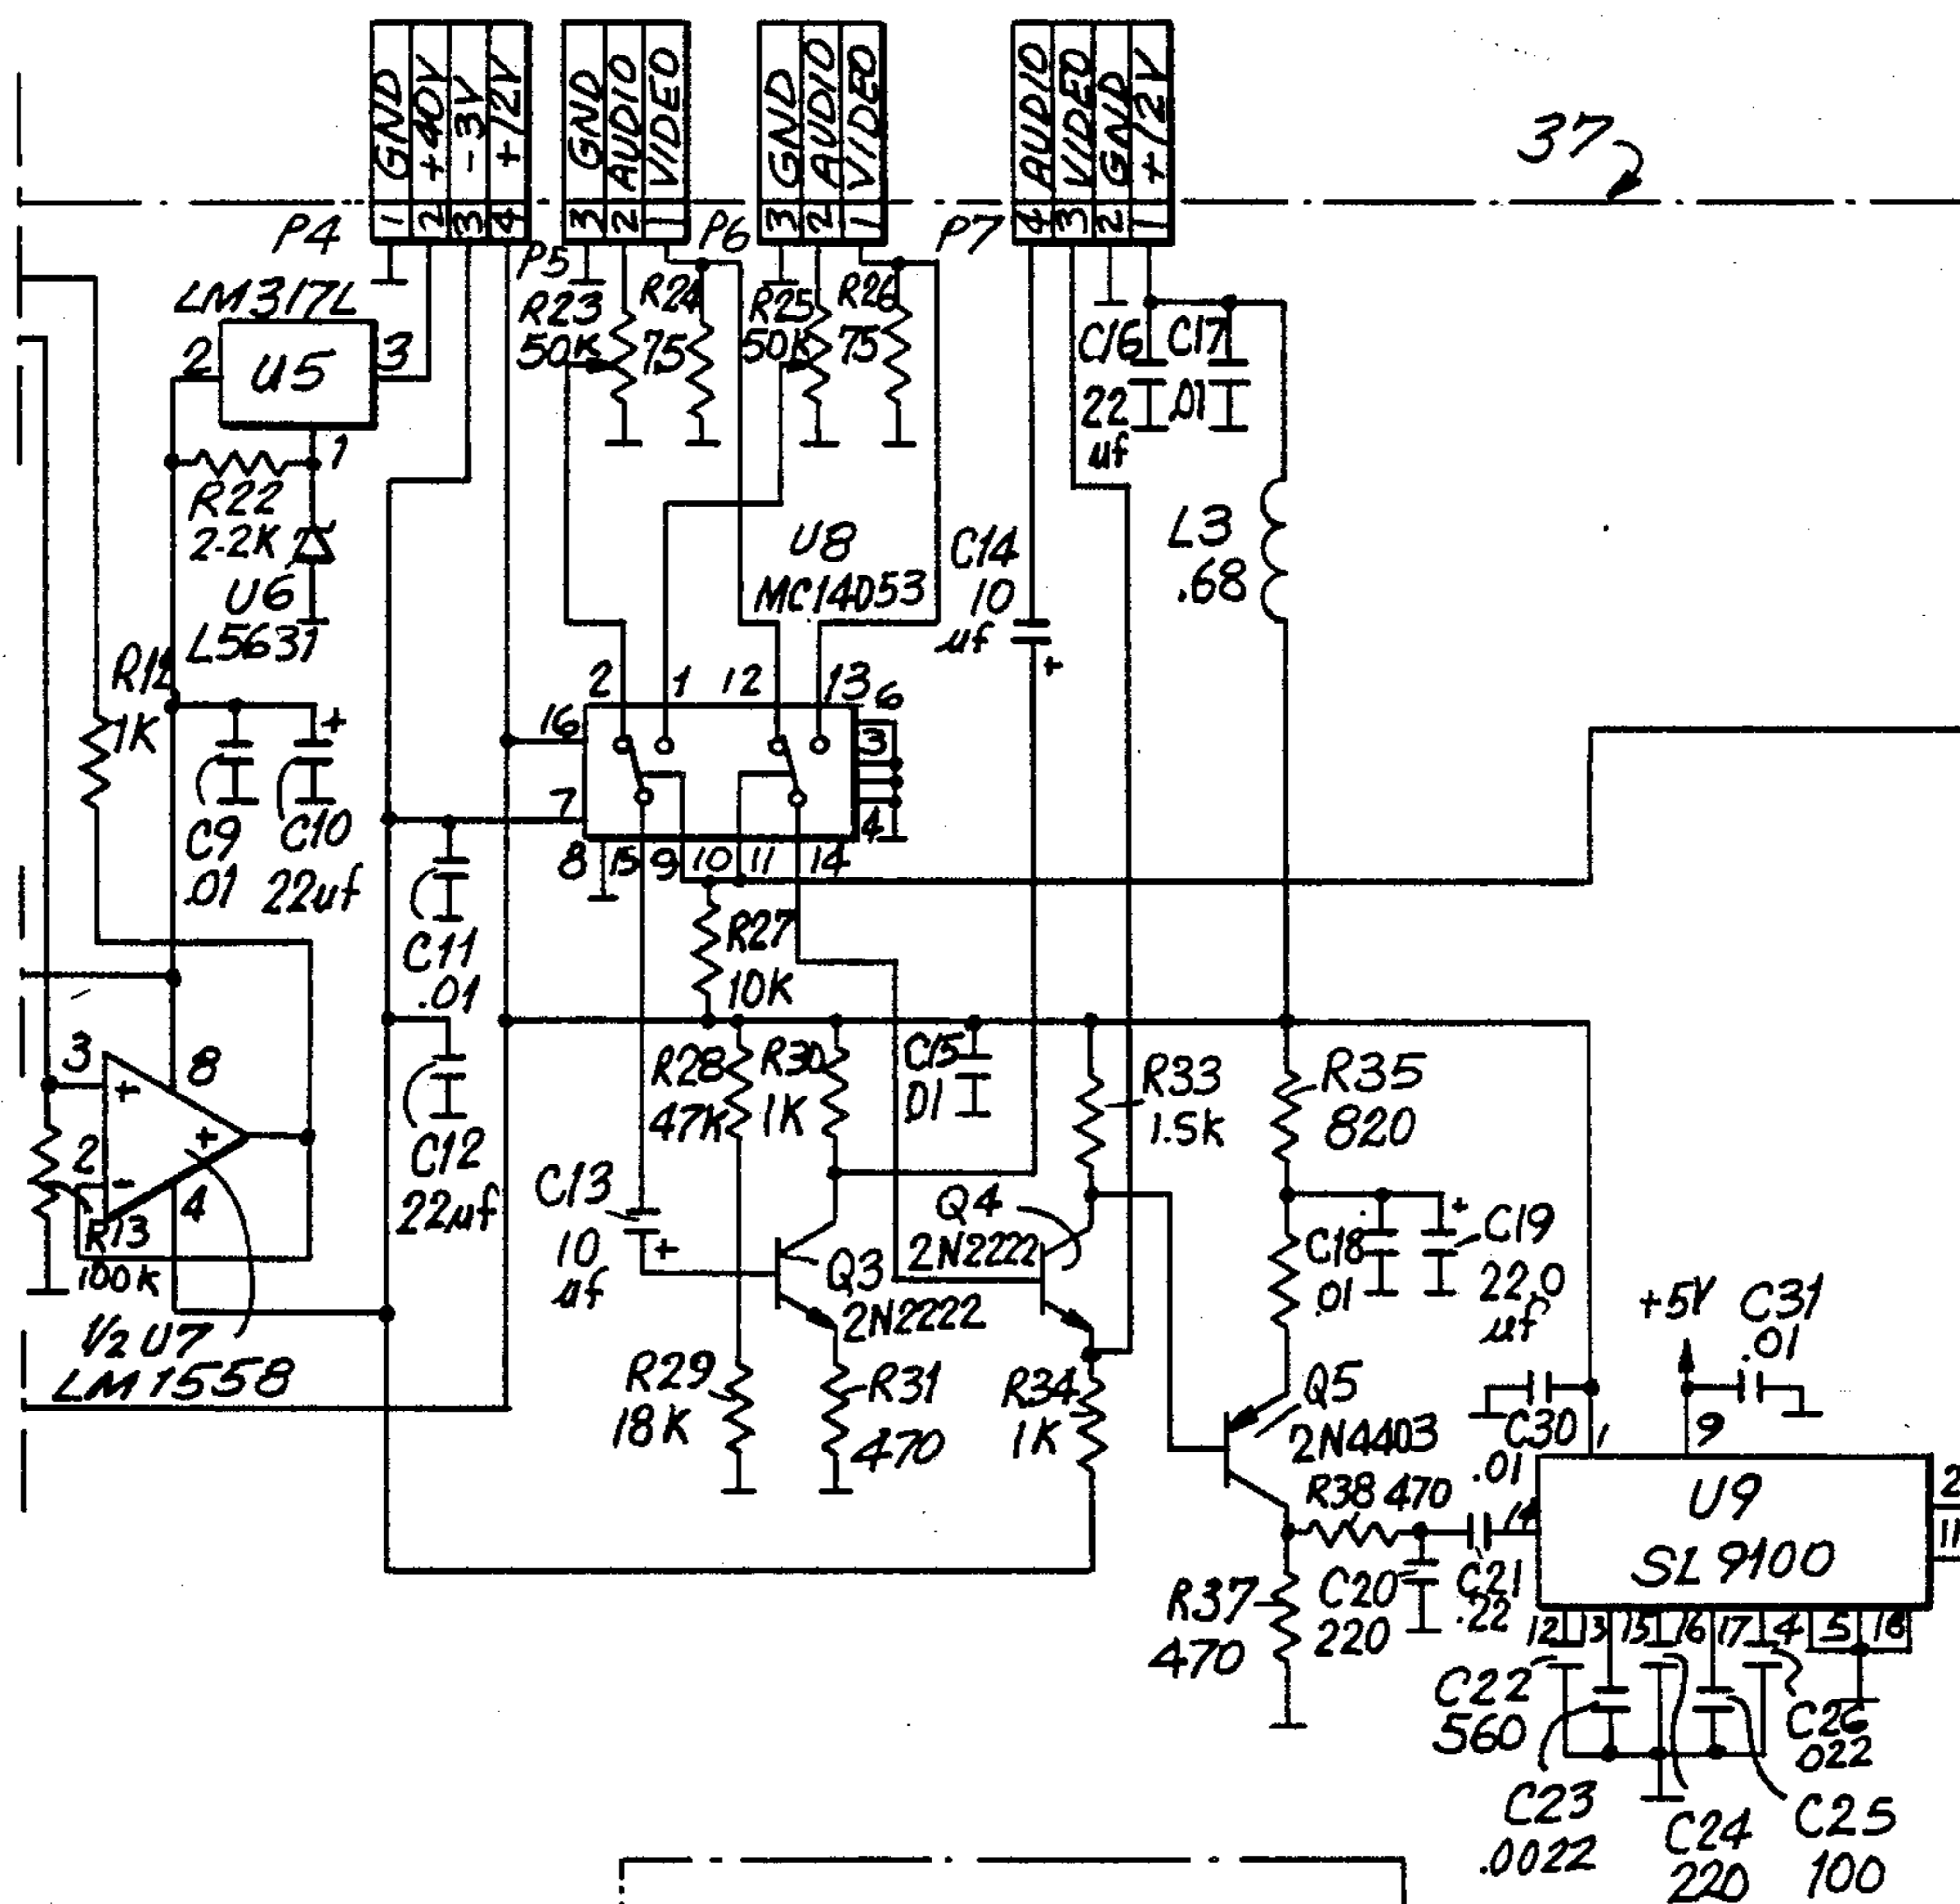 GND +40V -3V +12V
1 2 3 4
GND AUDIO VIDEO
3 2 1
GND AUDIO VIDEO
3 2 1
AUDIO VIDEO GND +12V
4 3 2 1
37
P4
P5
P6
P7
LM317L
2 U5 3
1
R22
2.2K
U6
L5631
R23
50K
R24
75
R25
50K
R26
75
C16
22
uf
C17
.01
L3
.68
U8
MC14053
C14
10
uf
+
1K
C9
.01
+
C10
22uf
2 1 12 13 6
16 3
7 4
8 15 9 10 11 14
C11
.01
R27
10K
3 + 8
2 - + 4
R13
100K
1/2 U7
LM1558
C12
22uf
R28
47K
R30
1K
C15
R33
1.5K
R35
820
C13
10
uf
+
Q3
2N2222
Q4
2N2222
C18
.01
+
C19
22.0
uf
R29
18K
R31
470
R34
1K
Q5
2N4403
+5V
C31
.01
C30
.01
1 9
R38 470
14
U9
SL9100
2
11
R37
470
C20
220
C21
.22
12 13 15 16 17 4 5 18
C22
560
C23
.0022
C24
220
C25
100
C26
.022